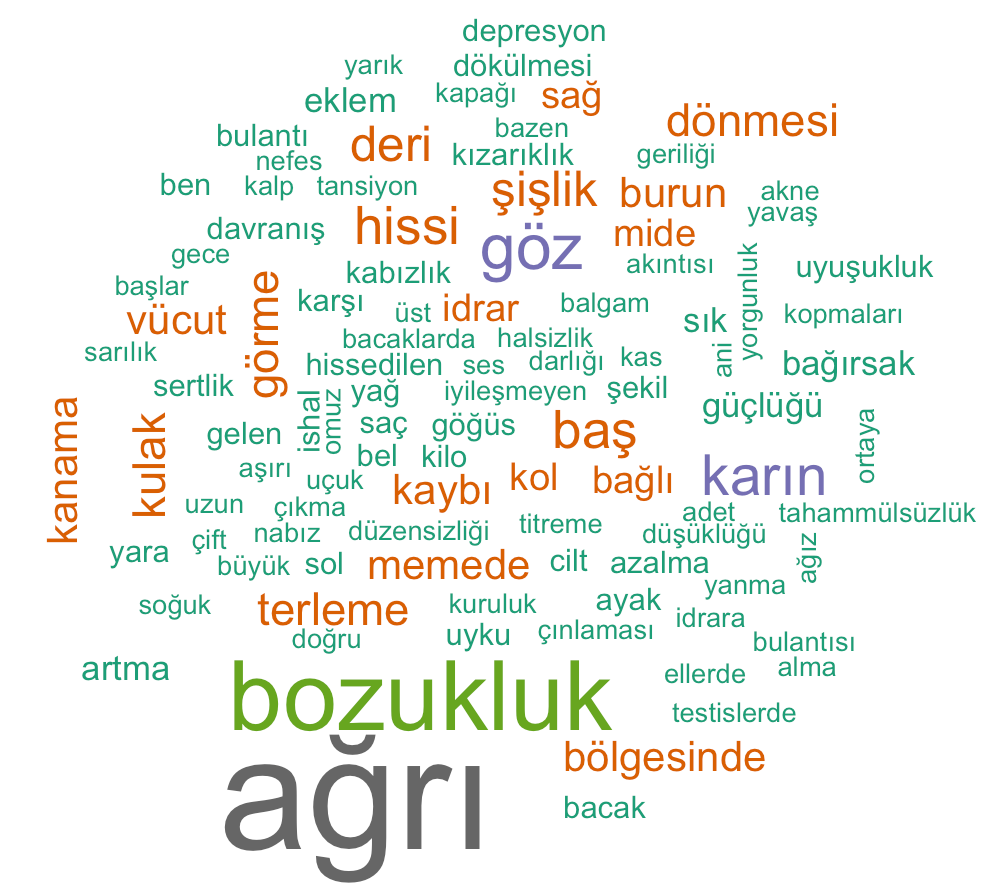 depresyon
yarık dökülmesi
eklem kapağı sağ
bulantı deri bazen dönmesi
nefes kızarıklık geriliği
ben kalp tansiyon şişlik burun akne
davranış hissi göz mide yavaş
gece kabızlık akıntısı yorgunluk uyuşukluk
başlar karşı üst idrar balgam sık kopmaları
vücut görme bacaklarda halsizlik ani
sarılık hissedilen ses darlığı kas bağırsak
sertlik ishal omuz yağ iyileşmeyen şekil güçlüğü
kanama kulak gelen saç göğüs baş ortaya
aşırı uçuk bel kilo kaybı kol bağlı karın
uzun çıkma adet tahammülsüzlük
yara çift nabız düzensizliği titreme düşüklüğü ağız
büyük sol memede cilt azalma yanma
soğuk terleme kuruluk ayak idrara
doğru uyku çınlaması bulantısı
artma bozukluk ellerde alma
testislerde
ağrı bölgesinde
bacak